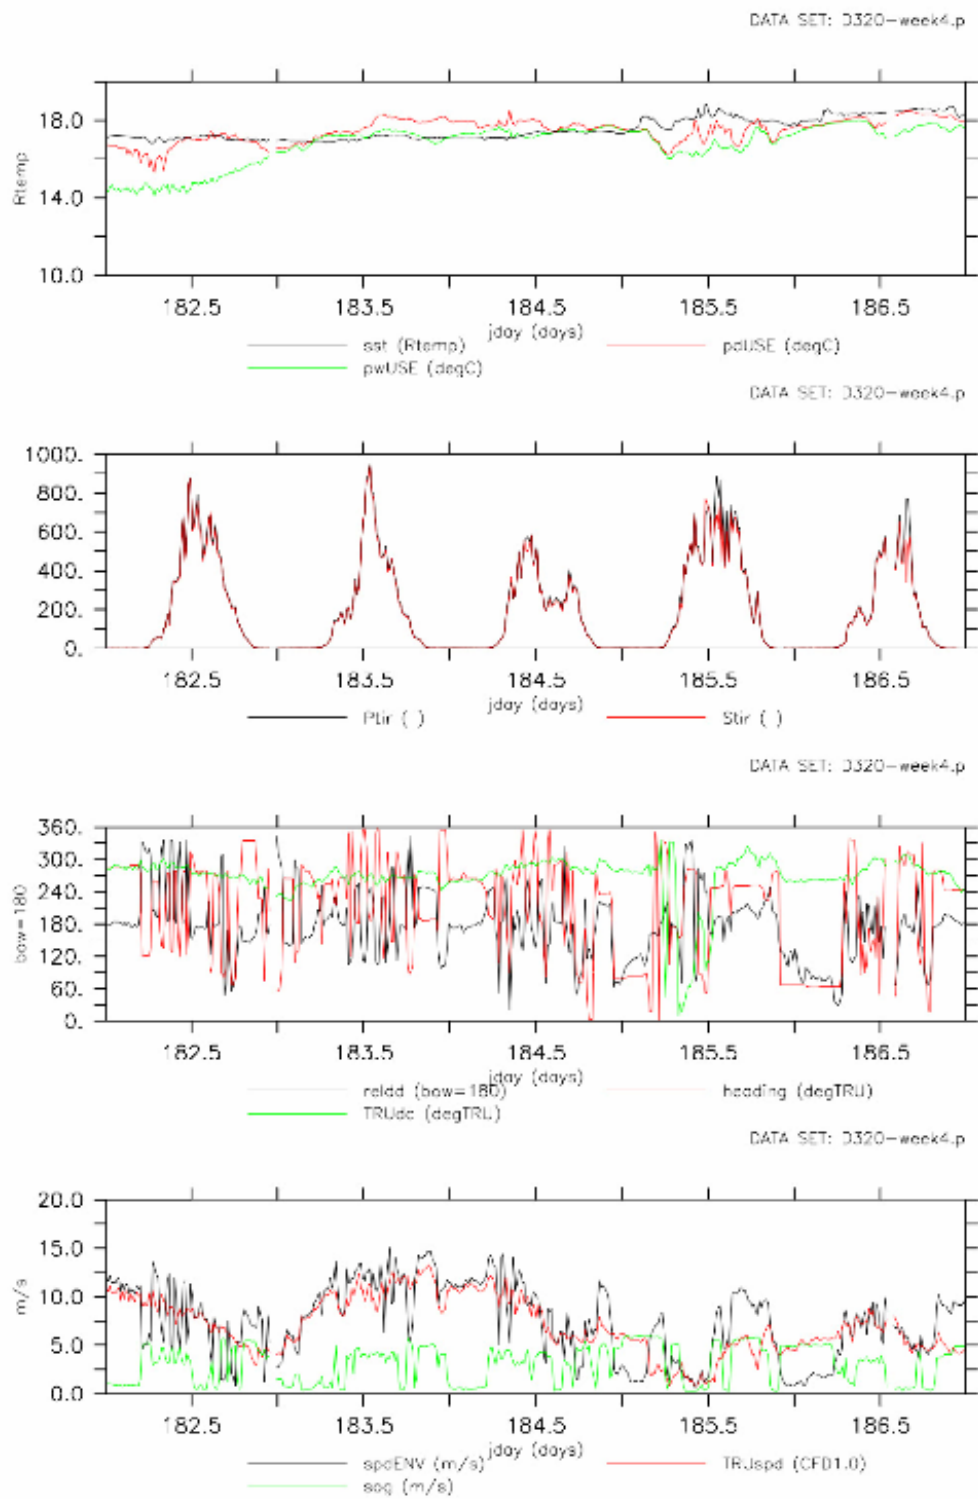 DATA SET: D320-week4.p
18.0
14.0
10.0
Rtemp
182.5 183.5 184.5 185.5 186.5
jday (days)
sst (Rtemp) pdUSE (degC)
pwUSE (degC)
DATA SET: D320-week4.p
1000.
800.
600.
400.
200.
0.
182.5 183.5 184.5 185.5 186.5
jday (days)
Ptir ( ) Stir ( )
DATA SET: D320-week4.p
360.
300.
240.
180.
120.
60.
0.
bow=180
182.5 183.5 184.5 185.5 186.5
jday (days)
reldd (bow=180) heading (degTRU)
TRUdc (degTRU)
DATA SET: D320-week4.p
20.0
15.0
10.0
5.0
0.0
m/s
182.5 183.5 184.5 185.5 186.5
jday (days)
spdENV (m/s) TRUspd (CFD1.0)
sog (m/s)